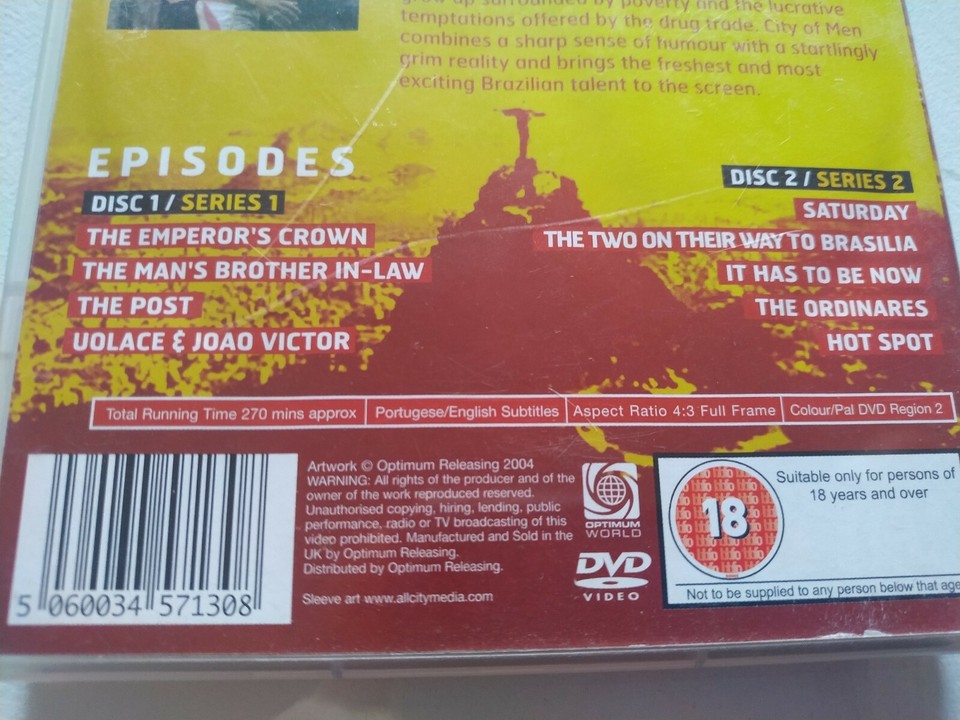 grow up surrounded by poverty and the lucrative
temptations offered by the drug trade. City of Men
combines a sharp sense of humour with a startlingly
grim reality and brings the freshest and most
exciting Brazilian talent to the screen.
EPISODES
DISC 1 / SERIES 1
THE EMPEROR'S CROWN
THE MAN'S BROTHER IN-LAW
THE POST
UOLACE & JOAO VICTOR
DISC 2 / SERIES 2
SATURDAY
THE TWO ON THEIR WAY TO BRASILIA
IT HAS TO BE NOW
THE ORDINARES
HOT SPOT
Total Running Time 270 mins approx
Portugese/English Subtitles
Aspect Ratio 4:3 Full Frame
Colour/Pal DVD Region 2
5 060034 571308
Artwork © Optimum Releasing 2004
WARNING: All rights of the producer and of the
owner of the work reproduced reserved.
Unauthorised copying, hiring, lending, public
performance, radio or TV broadcasting of this
video prohibited. Manufactured and Sold in the
UK by Optimum Releasing.
Distributed by Optimum Releasing.
Sleeve art www.allcitymedia.com
OPTIMUM
WORLD
DVD
VIDEO
18
Suitable only for persons of
18 years and over
Not to be supplied to any person below that age